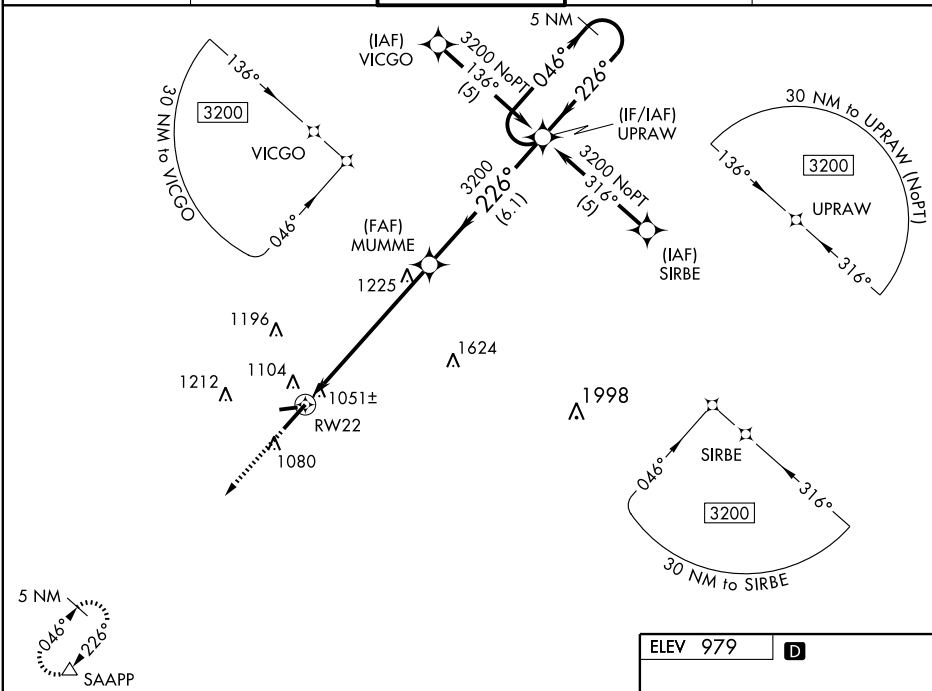 5 NM
(IAF)
VICGO
3200 NoPT
136°
(5)
046°
226°
(IF/IAF)
UPRAW
136°
3200
30 NM to VICGO
VICGO
046°
30 NM to UPRAW (NoPT)
3200
136°
UPRAW
316°
3200
226°
(6.1)
3200 NoPT
316°
(5)
(IAF)
SIRBE
(FAF)
MUMME
1225
1196
1624
1104
1212
1051±
RW22
1998
1080
SIRBE
046°
316°
3200
30 NM to SIRBE
5 NM
046°
226°
SAAPP
ELEV 979
D